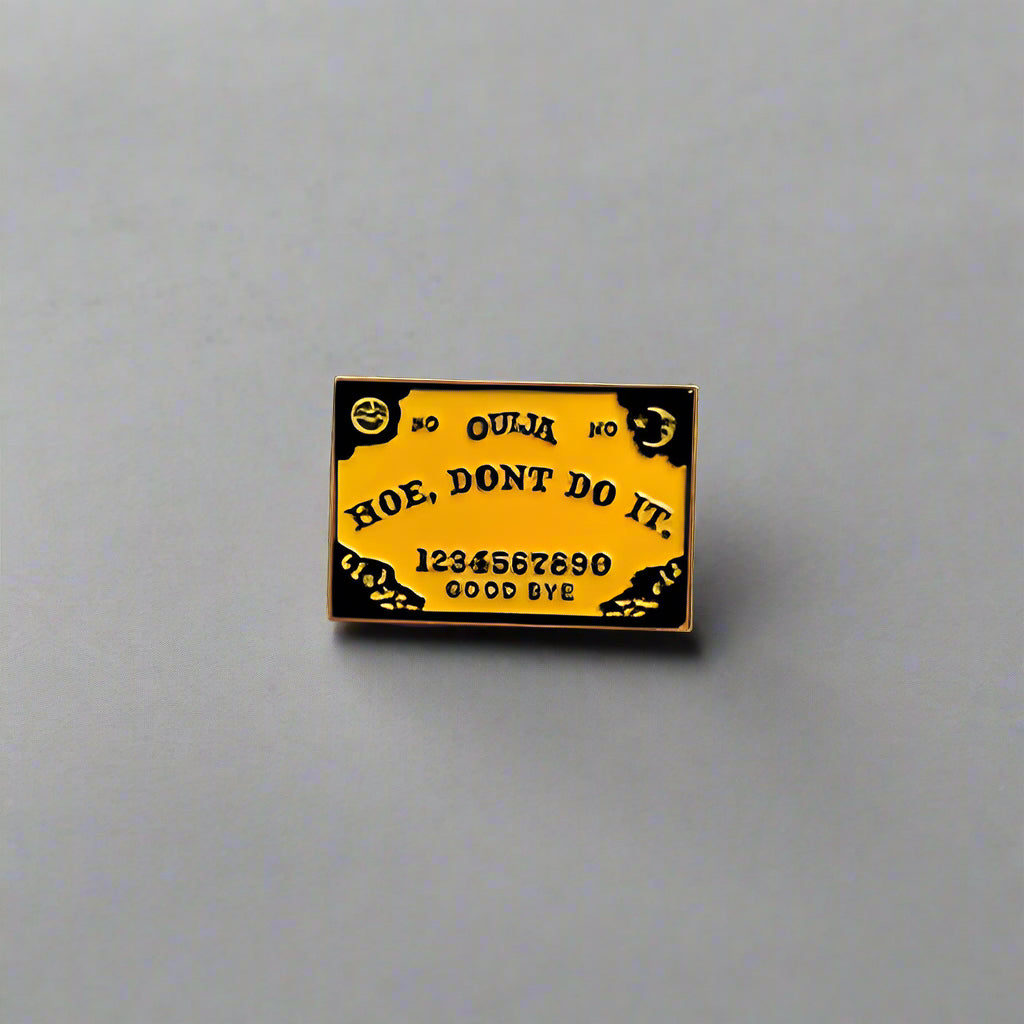 NO OUIJA NO
HOE, DONT DO IT.
1234567890
GOOD BYE